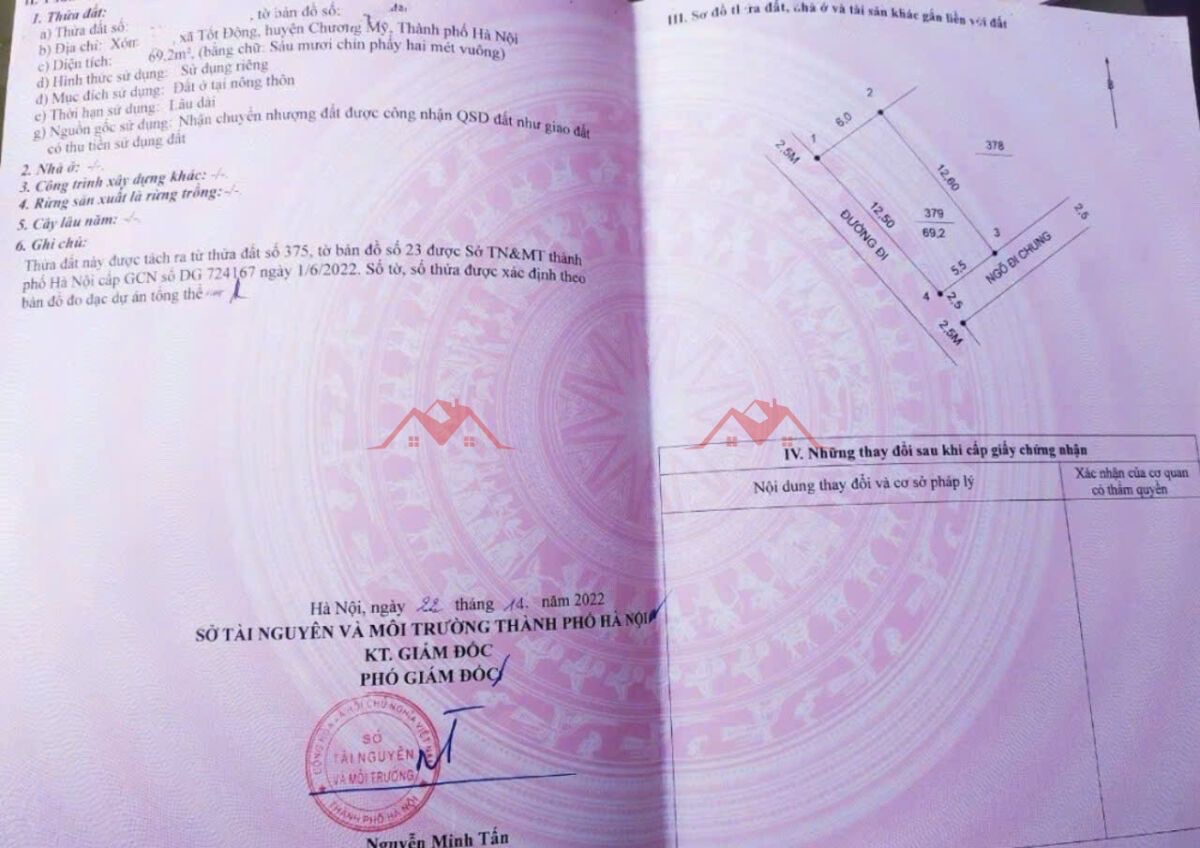 1. Thửa đất:
a) Thửa đất số: , tờ bản đồ số:
b) Địa chỉ: Xóm , xã Tốt Động, huyện Chương Mỹ, Thành phố Hà Nội
c) Diện tích: 69,2m², (bằng chữ: Sáu mươi chín phẩy hai mét vuông)
d) Hình thức sử dụng: Sử dụng riêng
đ) Mục đích sử dụng: Đất ở tại nông thôn
e) Thời hạn sử dụng: Lâu dài
g) Nguồn gốc sử dụng: Nhận chuyển nhượng đất được công nhận QSD đất như giao đất
có thu tiền sử dụng đất
2. Nhà ở: -/-.
3. Công trình xây dựng khác: -/-.
4. Rừng sản xuất là rừng trồng: -/-.
5. Cây lâu năm: -/-.
6. Ghi chú:
Thửa đất này được tách ra từ thửa đất số 375, tờ bản đồ số 23 được Sở TN&MT thành
phố Hà Nội cấp GCN số DG 724167 ngày 1/6/2022. Số tờ, số thửa được xác định theo
bản đồ đo đạc dự án tổng thể
Hà Nội, ngày 22 tháng 14. năm 2022
SỞ TÀI NGUYÊN VÀ MÔI TRƯỜNG THÀNH PHỐ HÀ NỘI
KT. GIÁM ĐỐC
PHÓ GIÁM ĐỐC
CỘNG HÒA XÃ HỘI CHỦ NGHĨA VIỆT NAM
SỞ
TÀI NGUYÊN
VÀ MÔI TRƯỜNG
THÀNH PHỐ HÀ NỘI
Nguyễn Minh Tấn
III. Sơ đồ thửa đất, nhà ở và tài sản khác gắn liền với đất
B
2
6,0
1
2,5M
378
12,60
12,50
379
69,2
ĐƯỜNG ĐI
3
2,5
NGÕ ĐI CHUNG
5,5
4
2,5
2,5M
IV. Những thay đổi sau khi cấp giấy chứng nhận
Nội dung thay đổi và cơ sở pháp lý
Xác nhận của cơ quan
có thẩm quyền